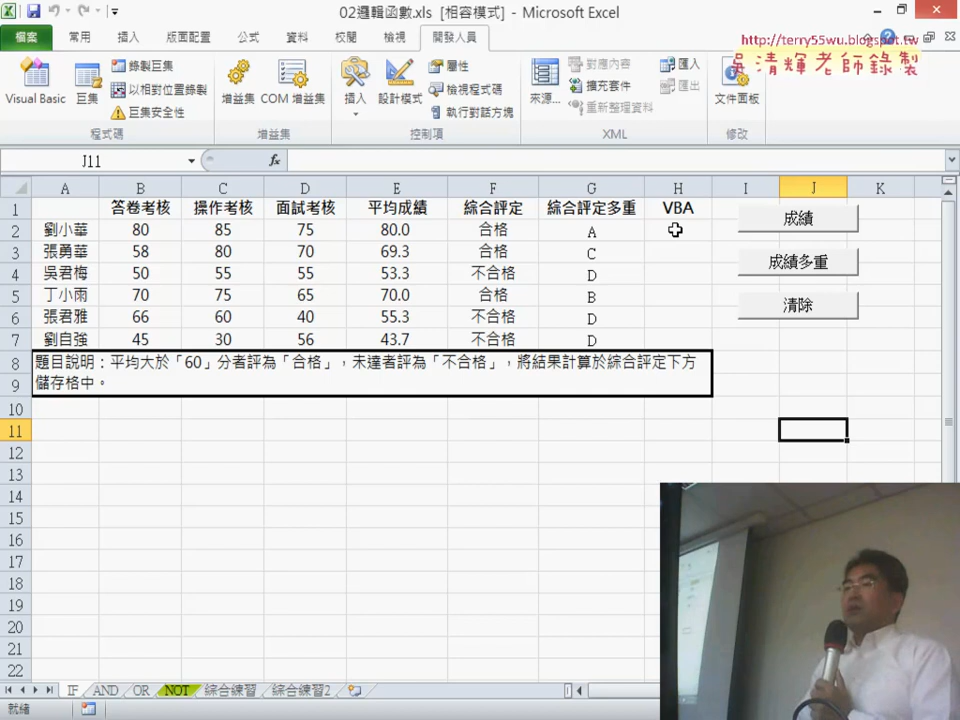 02邏輯函數.xls [相容模式] - Microsoft Excel
檔案 常用 插入 版面配置 公式 資料 校閱 檢視 開發人員
http://terry55wu.blogspot.tw
吳清輝老師錄製
Visual Basic 巨集 錄製巨集 以相對位置錄製 巨集安全性
增益集 COM 增益集
插入 設計模式 屬性 檢視程式碼 執行對話方塊
來源... 對應內容 擴充套件 重新整理資料 匯入 匯出
文件面板
程式碼 增益集 控制項 XML 修改
J11 fx
A B C D E F G H I J K
1 答卷考核 操作考核 面試考核 平均成績 綜合評定 綜合評定多重 VBA
2 劉小華 80 85 75 80.0 合格 A 成績
3 張勇華 58 80 70 69.3 合格 C
4 吳君梅 50 55 55 53.3 不合格 D 成績多重
5 丁小雨 70 75 65 70.0 合格 B
6 張君雅 66 60 40 55.3 不合格 D 清除
7 劉自強 45 30 56 43.7 不合格 D
8 題目說明：平均大於「60」分者評為「合格」，未達者評為「不合格」，將結果計算於綜合評定下方
9 儲存格中。
10
11
12
13
14
15
16
17
18
19
20
21
22
IF AND OR NOT 綜合練習 綜合練習2
就緒